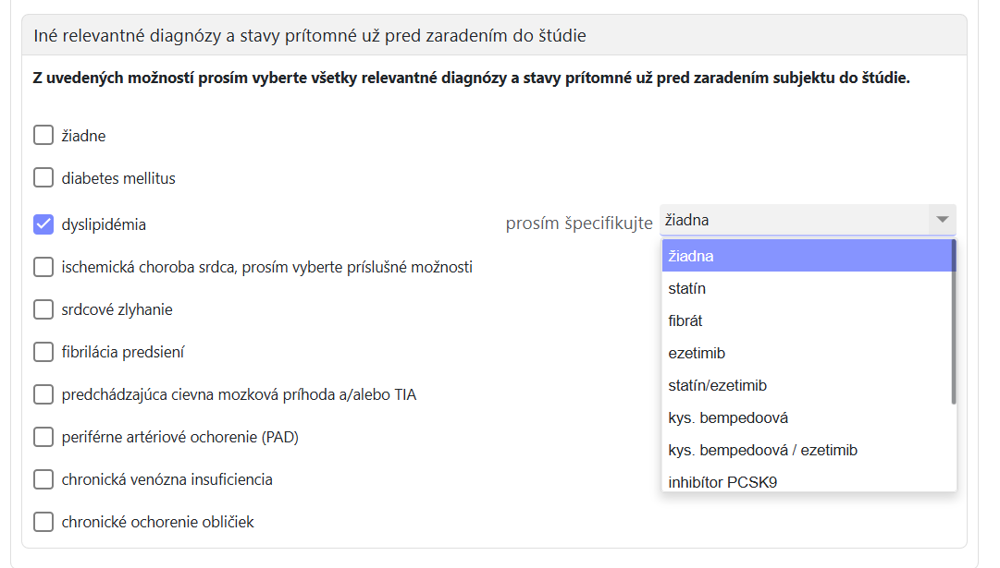 Iné relevantné diagnózy a stavy prítomné už pred zaradením do štúdie
Z uvedených možností prosím vyberte všetky relevantné diagnózy a stavy prítomné už pred zaradením subjektu do štúdie.
žiadne
diabetes mellitus
dyslipidémia
prosím špecifikujte
žiadna
žiadna
statín
fibrát
ezetimib
statín/ezetimib
kys. bempedoová
kys. bempedoová / ezetimib
inhibítor PCSK9
ischemická choroba srdca, prosím vyberte príslušné možnosti
srdcové zlyhanie
fibrilácia predsiení
predchádzajúca cievna mozková príhoda a/alebo TIA
periférne artériové ochorenie (PAD)
chronická venózna insuficiencia
chronické ochorenie obličiek